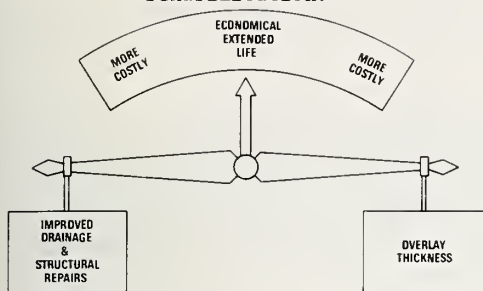 ECONOMICAL
EXTENDED
LIFE
MORE
COSTLY
MORE
COSTLY
IMPROVED
DRAINAGE
&
STRUCTURAL
REPAIRS
OVERLAY
THICKNESS